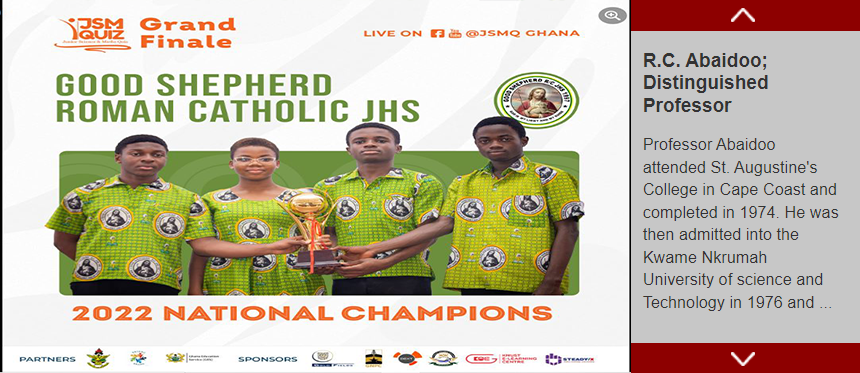 JSM
QUIZ
Grand
Finale
LIVE ON @JSMQ GHANA
GOOD SHEPHERD
ROMAN CATHOLIC JHS
2022 NATIONAL CHAMPIONS
PARTNERS
SPONSORS
R.C. Abaidoo;
Distinguished
Professor
Professor Abaidoo
attended St. Augustine's
College in Cape Coast and
completed in 1974. He was
then admitted into the
Kwame Nkrumah
University of science and
Technology in 1976 and ...